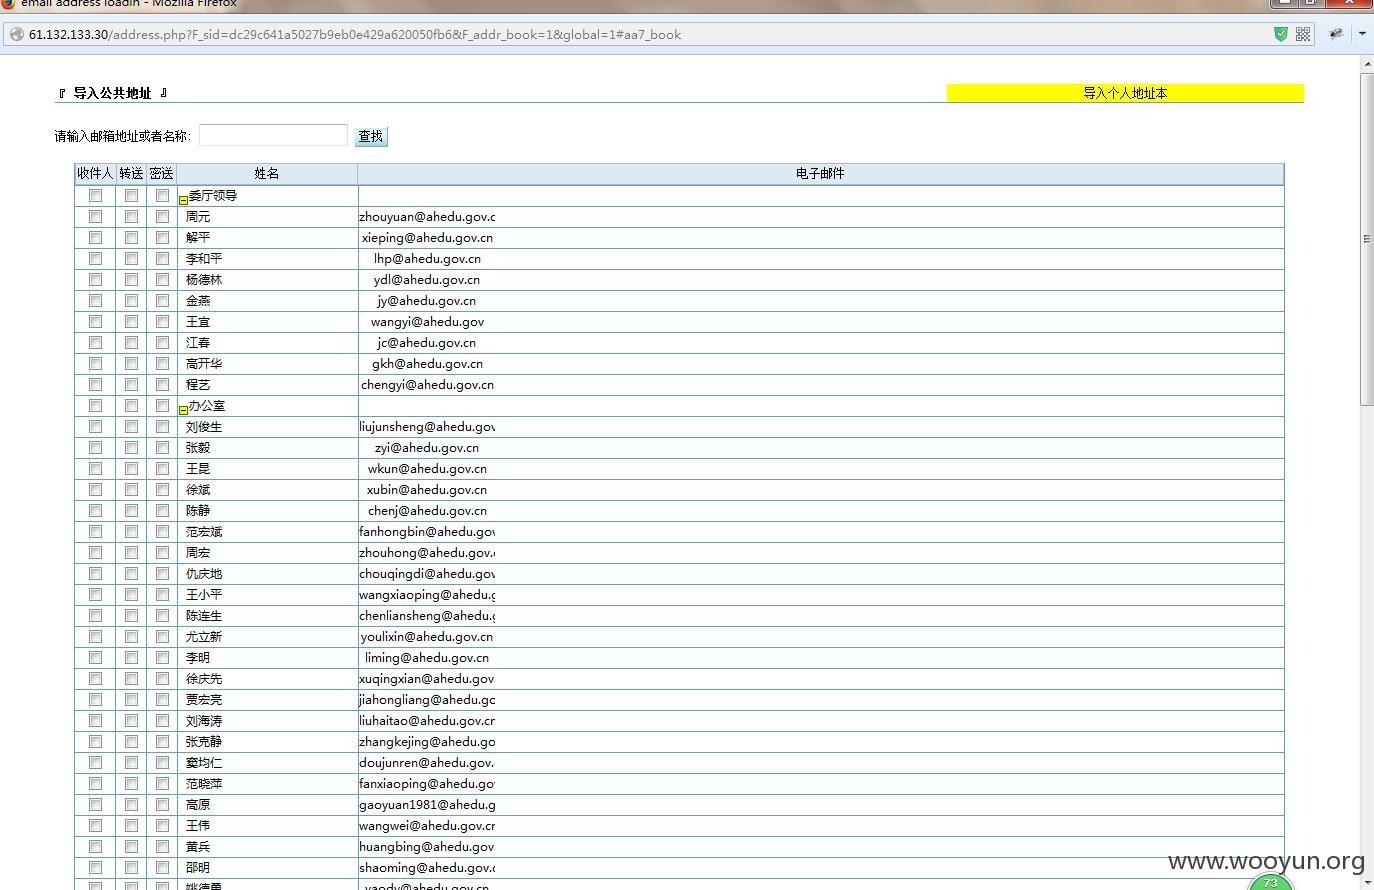 email address loadin - Mozilla Firefox
61.132.133.30/address.php?F_sid=dc29c641a5027b9eb0e429a620050fb6&F_addr_book=1&global=1#aa7_book
『 导入公共地址 』 导入个人地址本
请输入邮箱地址或者名称: 查找
收件人 转送 密送 姓名 电子邮件
委厅领导
周元 zhouyuan@ahedu.gov.c
解平 xieping@ahedu.gov.cn
李和平 lhp@ahedu.gov.cn
杨德林 ydl@ahedu.gov.cn
金燕 jy@ahedu.gov.cn
王宜 wangyi@ahedu.gov
江春 jc@ahedu.gov.cn
高开华 gkh@ahedu.gov.cn
程艺 chengyi@ahedu.gov.cn
办公室
刘俊生 liujunsheng@ahedu.gov
张毅 zyi@ahedu.gov.cn
王昆 wkun@ahedu.gov.cn
徐斌 xubin@ahedu.gov.cn
陈静 chenj@ahedu.gov.cn
范宏斌 fanhongbin@ahedu.gov
周宏 zhouhong@ahedu.gov.
仇庆地 chouqingdi@ahedu.gov
王小平 wangxiaoping@ahedu.g
陈连生 chenliansheng@ahedu.g
尤立新 youlixin@ahedu.gov.cn
李明 liming@ahedu.gov.cn
徐庆先 xuqingxian@ahedu.gov
贾宏亮 jiahongliang@ahedu.go
刘海涛 liuhaitao@ahedu.gov.cn
张克静 zhangkejing@ahedu.go
窦均仁 doujunren@ahedu.gov.
范晓萍 fanxiaoping@ahedu.gov
高原 gaoyuan1981@ahedu.g
王伟 wangwei@ahedu.gov.cn
黄兵 huangbing@ahedu.gov
邵明 shaoming@ahedu.gov.
姚德勇 yaody@ahedu.gov.cn
www.wooyun.org
73